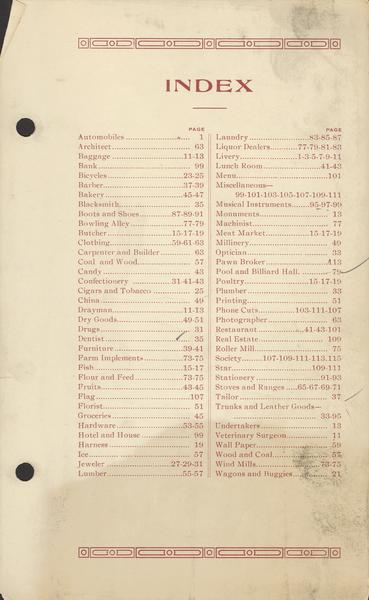 INDEX
PAGE
Automobiles 1
Architect 63
Baggage 11-13
Bank 99
Bicycles 23-25
Barber 37-39
Bakery 45-47
Blacksmith 35
Boots and Shoes 87-89-91
Bowling Alley 77-79
Butcher 15-17-19
Clothing 59-61-63
Carpenter and Builder 63
Coal and Wood 57
Candy 43
Confectionery 31-41-43
Cigars and Tobacco 25
China 49
Drayman 11-13
Dry Goods 49-51
Drugs 31
Dentist 35
Furniture 39-41
Farm Implements 73-75
Fish 15-17
Flour and Feed 73-75
Fruits 43-45
Flag 107
Florist 51
Groceries 45
Hardware 53-55
Hotel and House 99
Harness 19
Ice 57
Jeweler 27-29-31
Lumber 55-57
PAGE
Laundry 83-85-87
Liquor Dealers 77-79-81-83
Livery 1-3-5-7-9-11
Lunch Room 41-43
Menu 101
Miscellaneous—
99-101-103-105-107-109-111
Musical Instruments 95-97-99
Monuments 13
Machinist 77
Meat Market 15-17-19
Millinery 49
Optician 33
Pawn Broker 113
Pool and Billiard Hall 79
Poultry 15-17-19
Plumber 33
Printing 51
Phone Cuts 103-111-107
Photographer 63
Restaurant 41-43-101
Real Estate 109
Roller Mill 75
Society 107-109-111-113-115
Star 109-111
Stationery 91-93
Stoves and Ranges 65-67-69-71
Tailor 37
Trunks and Leather Goods—
33-95
Undertakers 13
Veterinary Surgeon 11
Wall Paper 59
Wood and Coal 57
Wind Mills 73-75
Wagons and Buggies 21